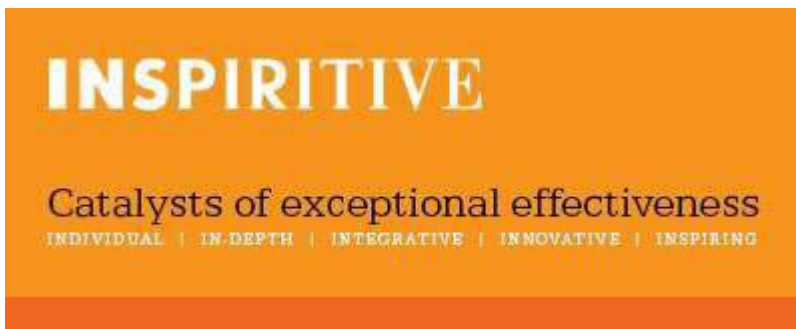 INSPIRITIVE
Catalysts of exceptional effectiveness
INDIVIDUAL | IN-DEPTH | INTEGRATIVE | INNOVATIVE | INSPIRING